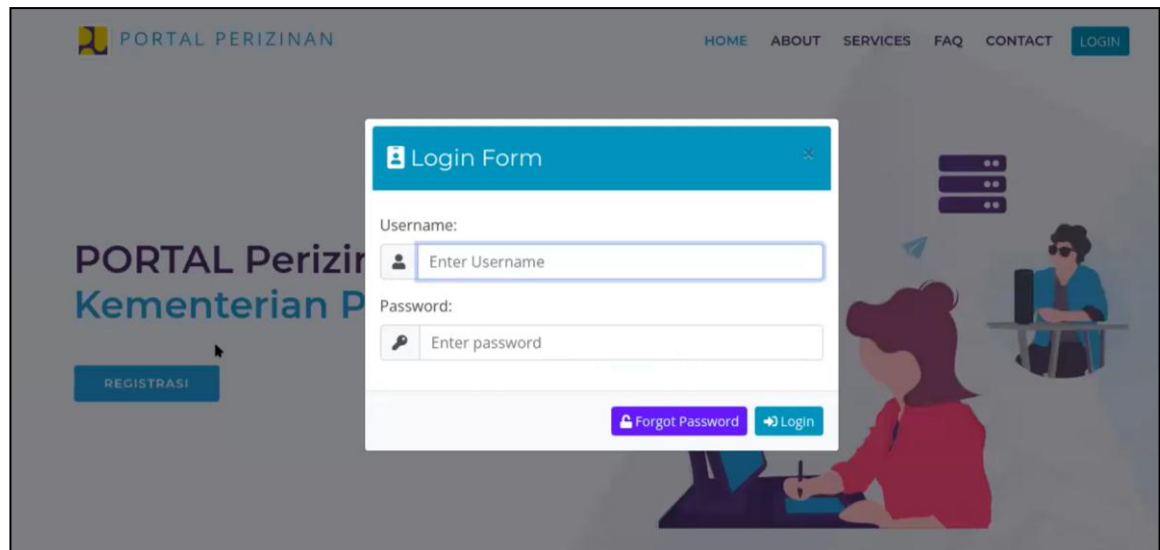 PORTAL PERIZINAN
HOME ABOUT SERVICES FAQ CONTACT LOGIN
Login Form
×
Username:
Enter Username
Password:
Enter password
Forgot Password Login
PORTAL
Kementerian
REGISTRASI